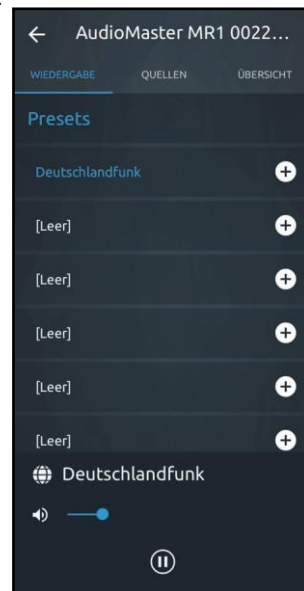 AudioMaster MR1 0022...
WIEDERGABE QUELLEN ÜBERSICHT
Presets
Deutschlandfunk
[Leer]
[Leer]
[Leer]
[Leer]
[Leer]
Deutschlandfunk